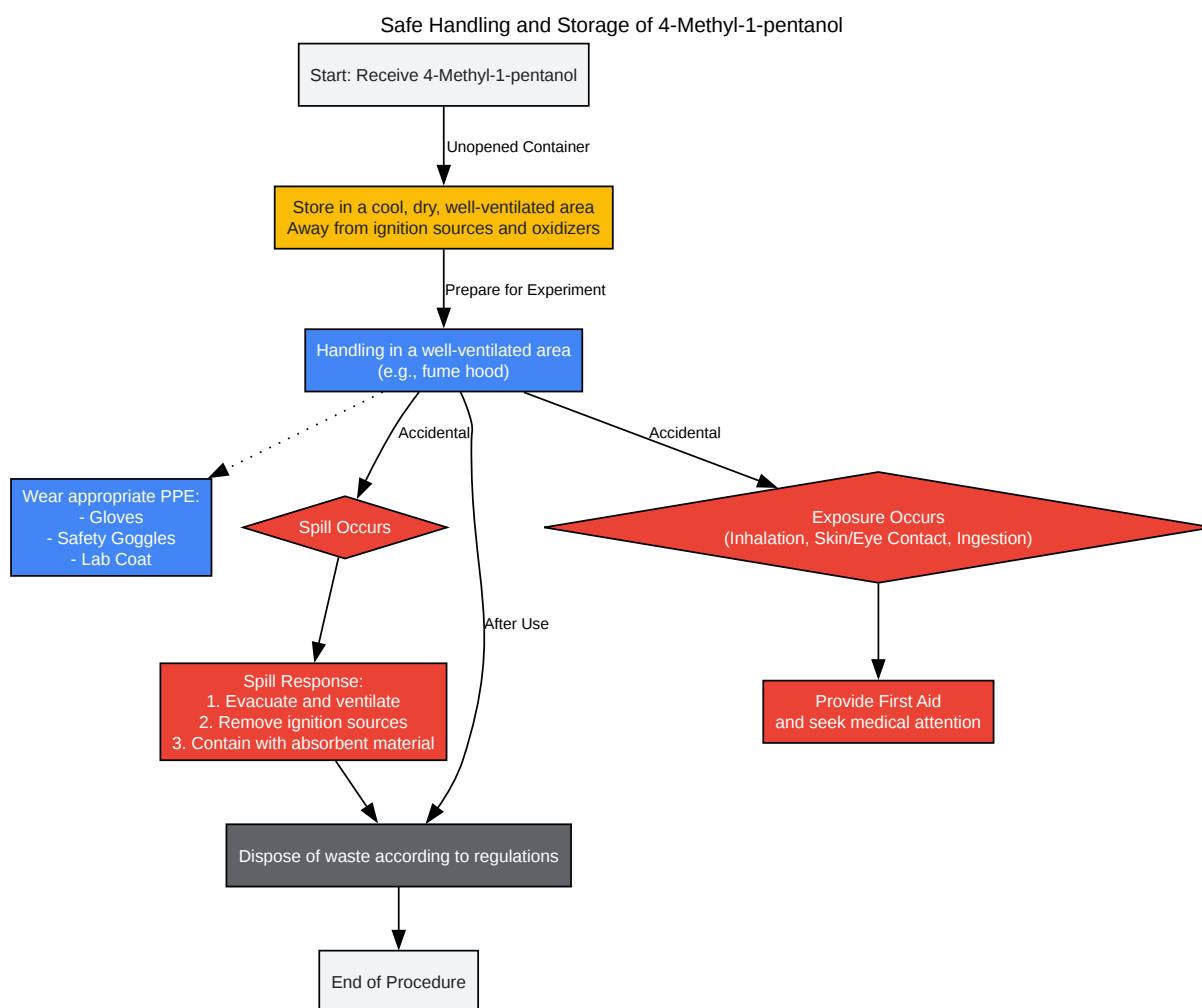 Safe Handling and Storage of 4-Methyl-1-pentanol
Start: Receive 4-Methyl-1-pentanol
Unopened Container
Store in a cool, dry, well-ventilated area
Away from ignition sources and oxidizers
Prepare for Experiment
Handling in a well-ventilated area
(e.g., fume hood)
Accidental
Accidental
Wear appropriate PPE:
- Gloves
- Safety Goggles
- Lab Coat
Spill Occurs
Exposure Occurs
(Inhalation, Skin/Eye Contact, Ingestion)
After Use
Spill Response:
1. Evacuate and ventilate
2. Remove ignition sources
3. Contain with absorbent material
Provide First Aid
and seek medical attention
Dispose of waste according to regulations
End of Procedure